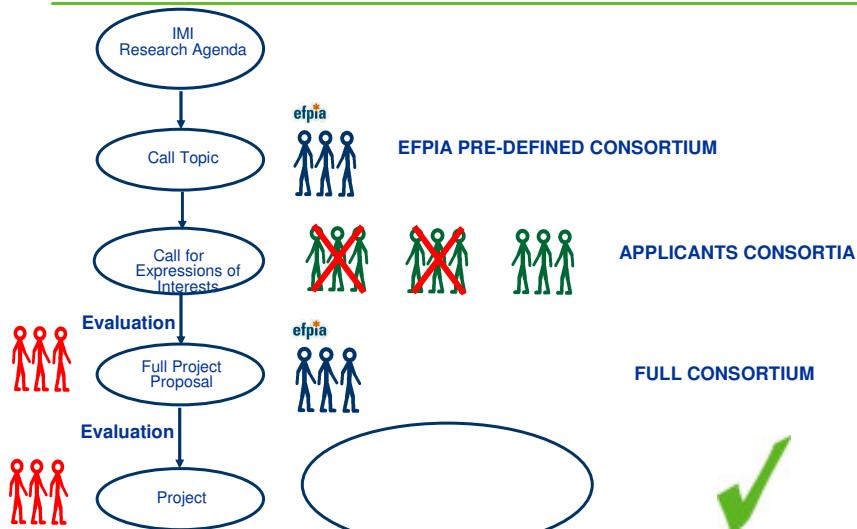 IMI
Research Agenda
efpia
Call Topic
EFPIA PRE-DEFINED CONSORTIUM
Call for
Expressions of
Interests
APPLICANTS CONSORTIA
Evaluation
efpia
Full Project
Proposal
FULL CONSORTIUM
Evaluation
Project